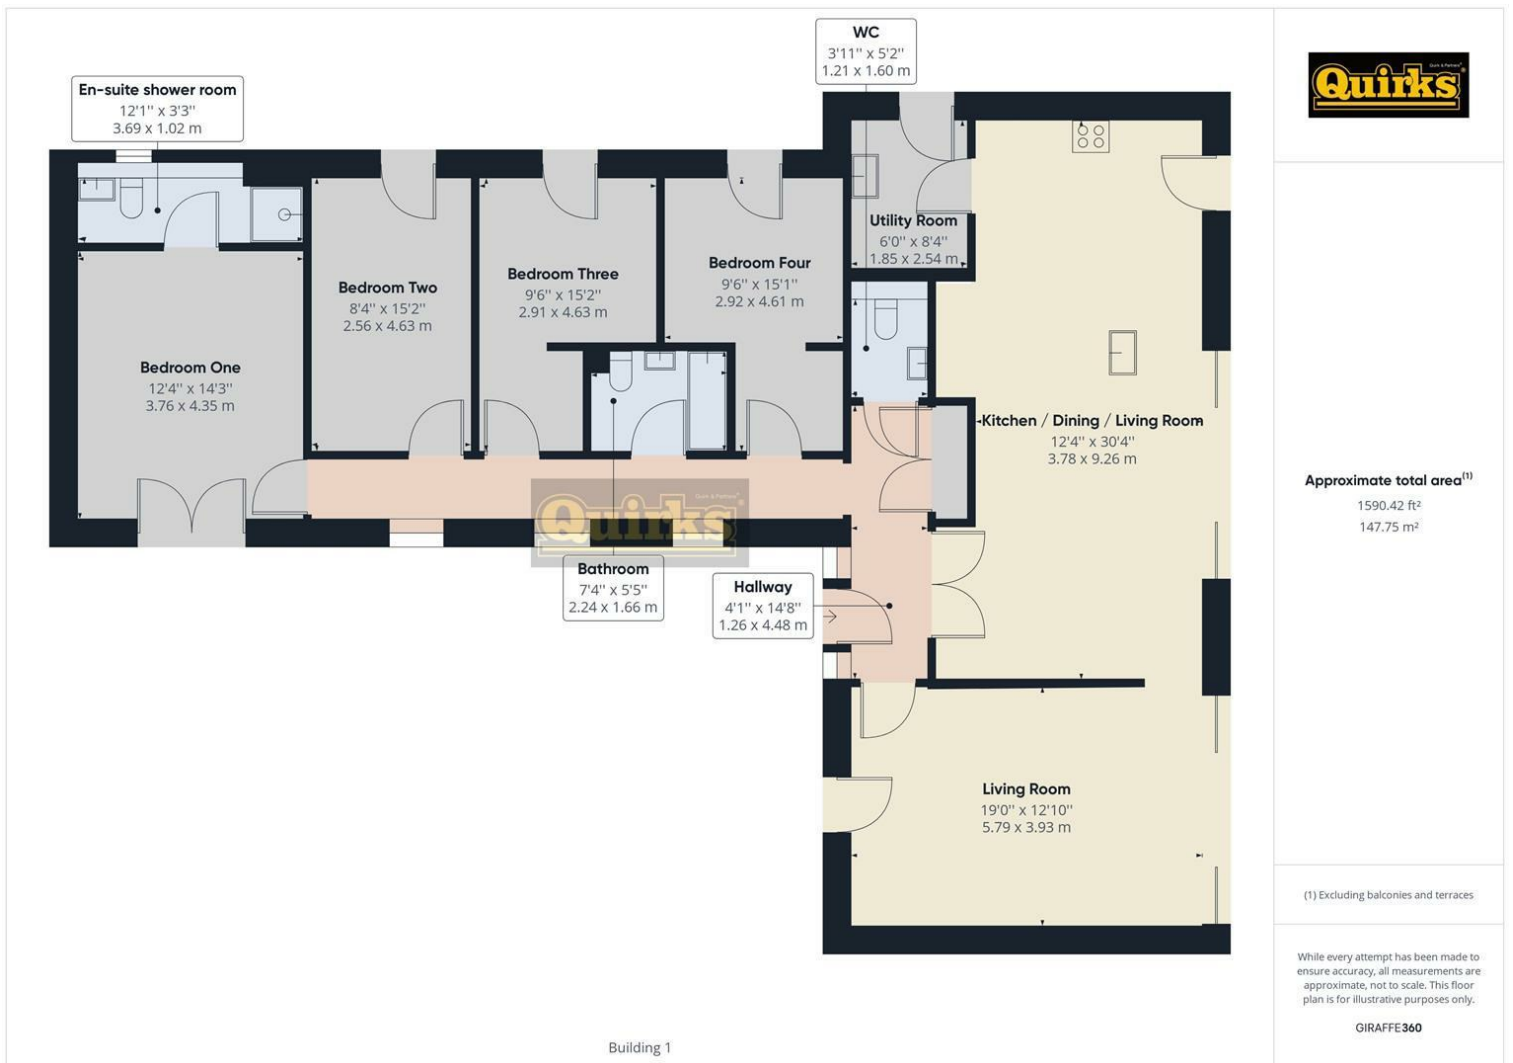 WC
3'11'' x 5'2''
1.21 x 1.60 m
En-suite shower room
12'1'' x 3'3''
3.69 x 1.02 m
Quirks
Utility Room
6'0'' x 8'4''
1.85 x 2.54 m
Bedroom Two
8'4'' x 15'2''
2.56 x 4.63 m
Bedroom Three
9'6'' x 15'2''
2.91 x 4.63 m
Bedroom Four
9'6'' x 15'1''
2.92 x 4.61 m
Bedroom One
12'4'' x 14'3''
3.76 x 4.35 m
Kitchen / Dining / Living Room
12'4'' x 30'4''
3.78 x 9.26 m
Approximate total area(1)
1590.42 ft²
147.75 m²
Quirks
Bathroom
7'4'' x 5'5''
2.24 x 1.66 m
Hallway
4'1'' x 14'8''
1.26 x 4.48 m
Living Room
19'0'' x 12'10''
5.79 x 3.93 m
(1) Excluding balconies and terraces
While every attempt has been made to
ensure accuracy, all measurements are
approximate, not to scale. This floor
plan is for illustrative purposes only.
GIRAFFE360
Building 1